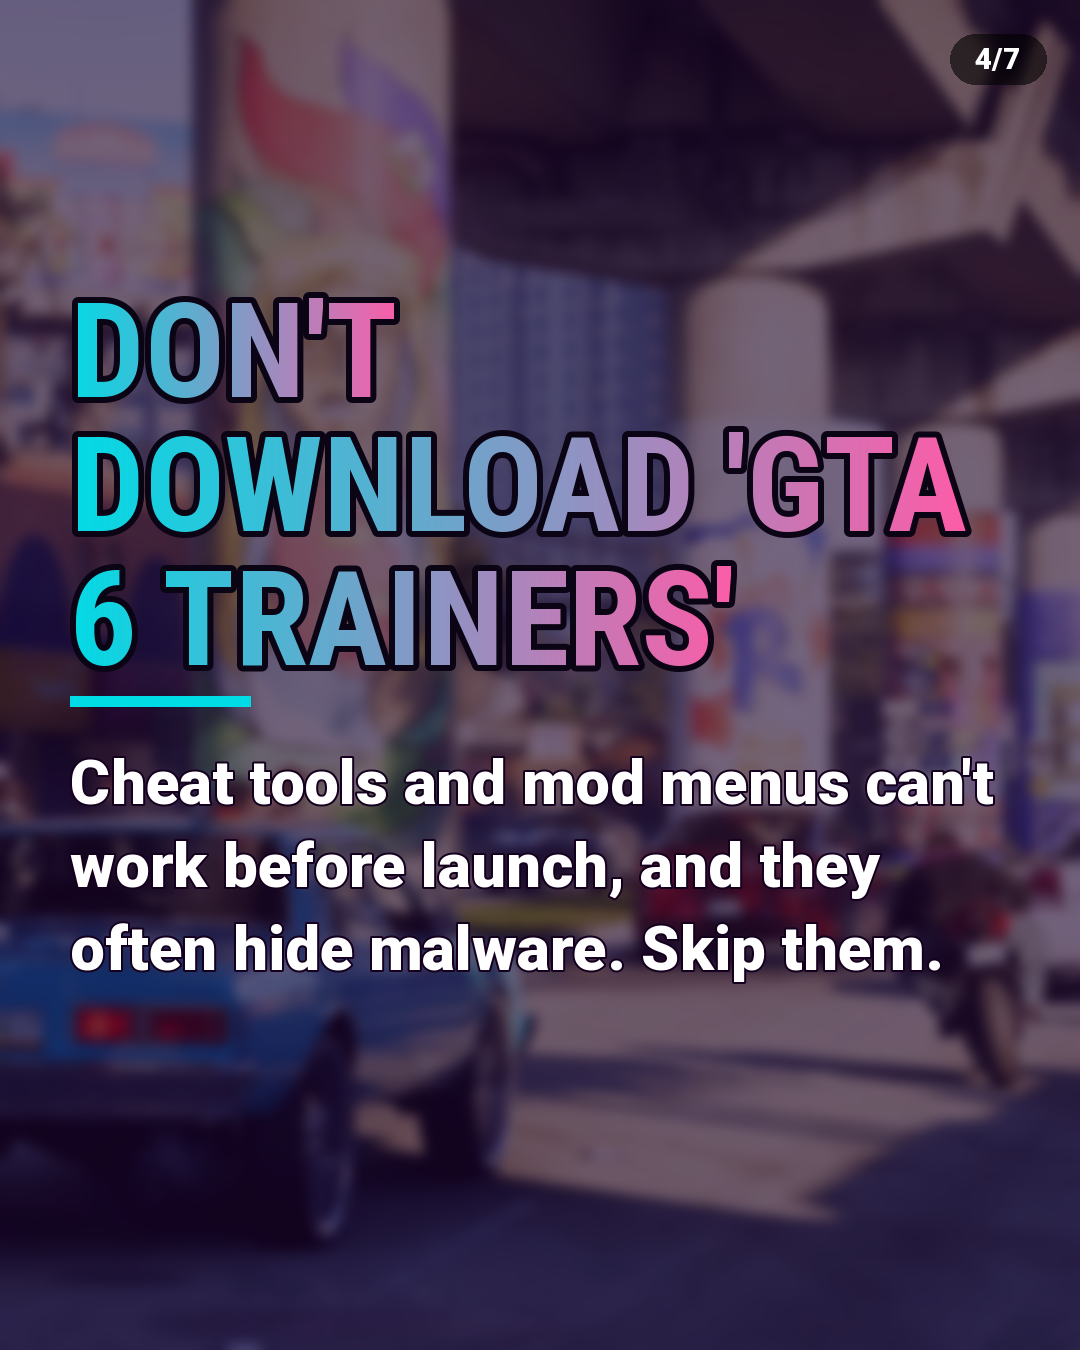 4/7
DON'T
DOWNLOAD 'GTA
6 TRAINERS'
Cheat tools and mod menus can't
work before launch, and they
often hide malware. Skip them.